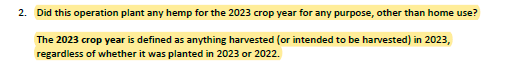 2. Did this operation plant any hemp for the 2023 crop year for any purpose, other than home use?
The 2023 crop year is defined as anything harvested (or intended to be harvested) in 2023,
regardless of whether it was planted in 2023 or 2022.